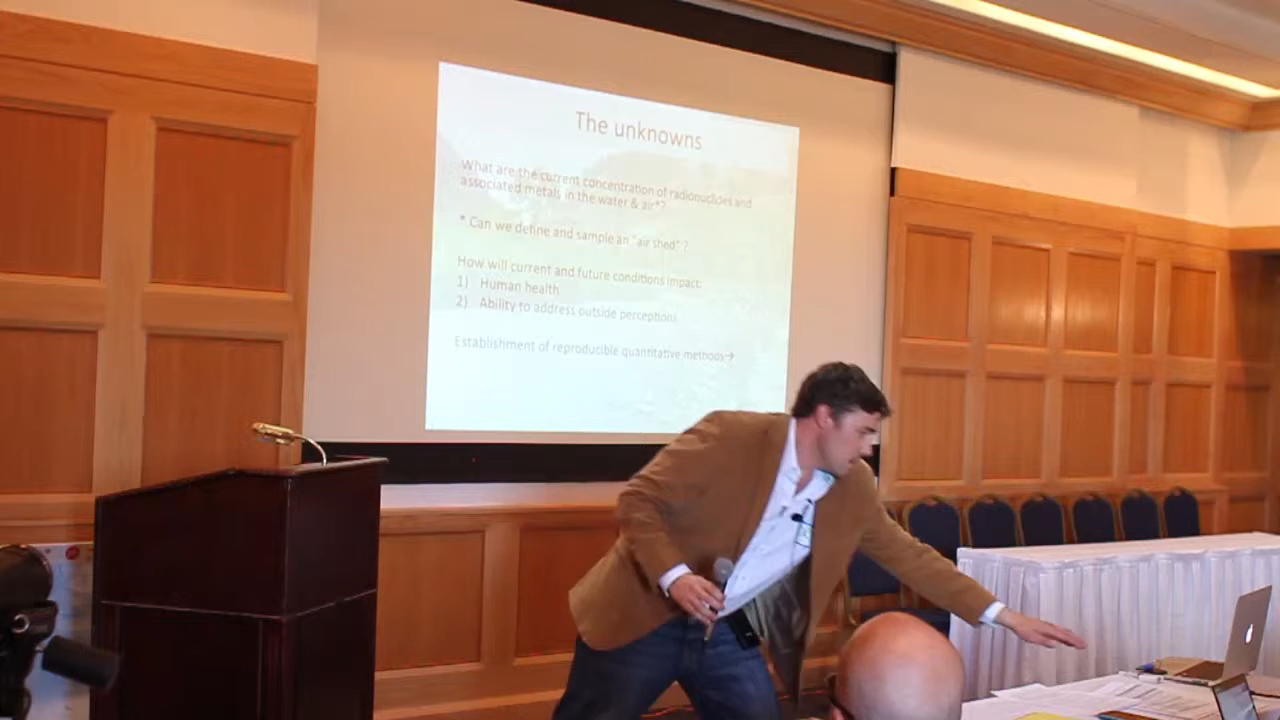 The unknowns
What are the current concentration of radionuclides and
associated metals in the water & air*?
* Can we define and sample an "air shed"?
How will current and future conditions impact:
1) Human health
2) Ability to address outside perceptions
Establishment of reproducible quantitative methods→